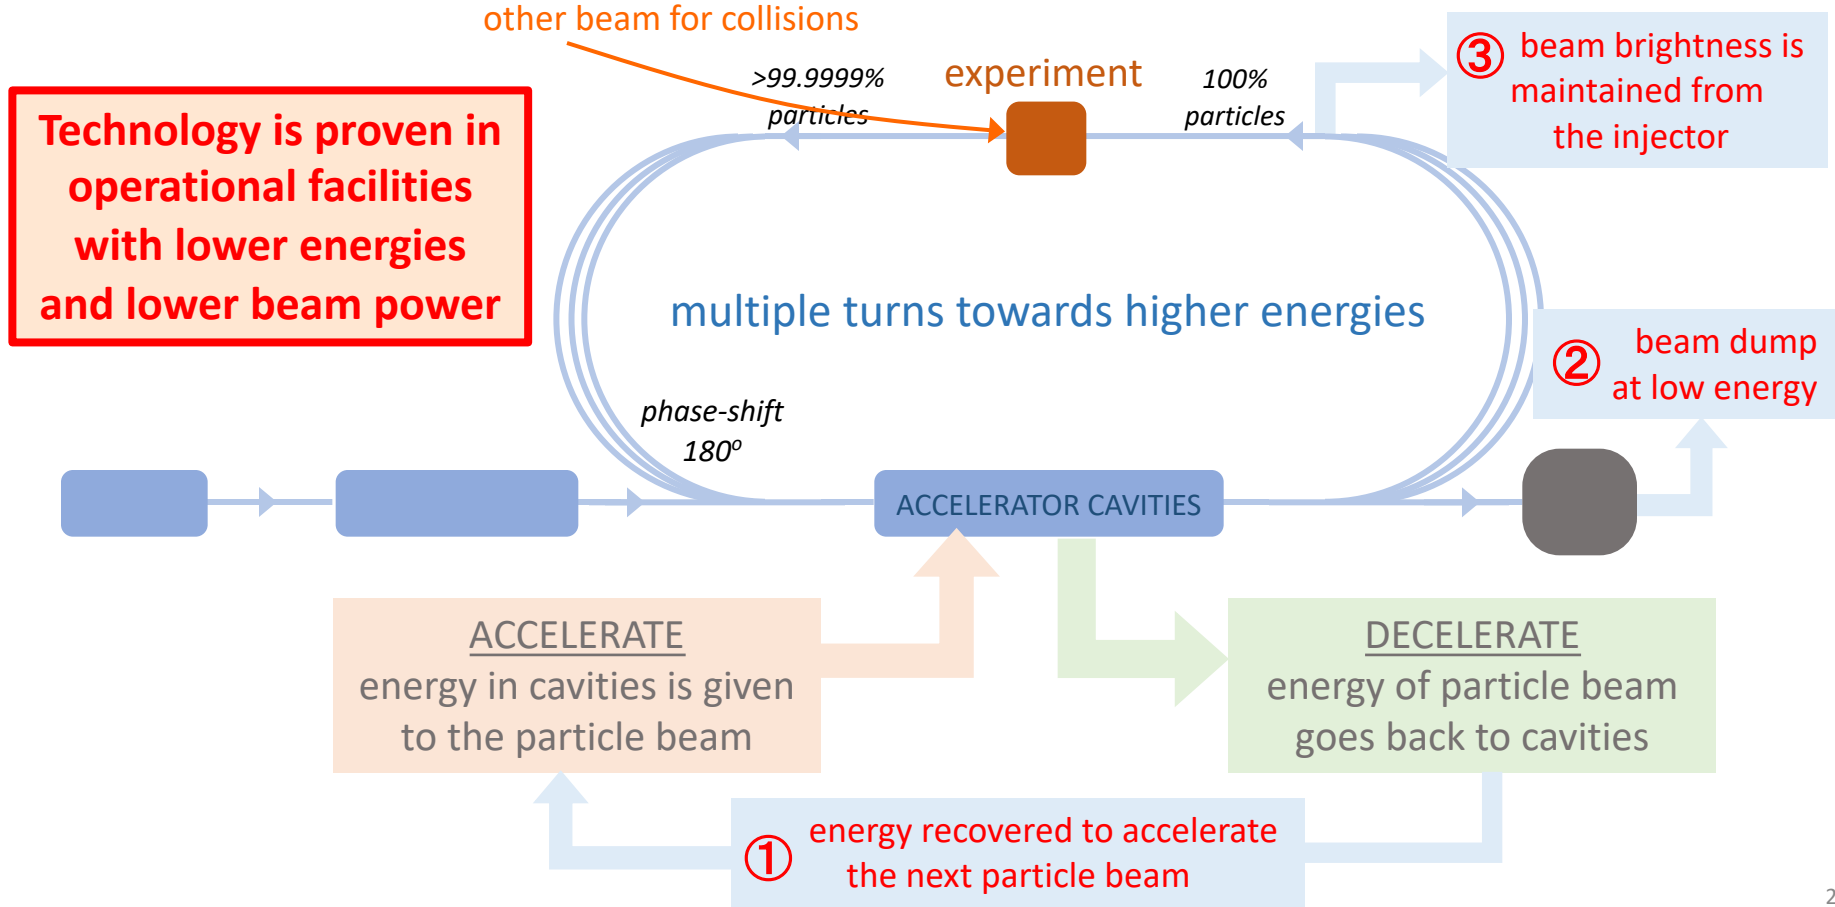 other beam for collisions
>99.9999%
particles
experiment
100%
particles
③ beam brightness is
maintained from
the injector
Technology is proven in
operational facilities
with lower energies
and lower beam power
multiple turns towards higher energies
② beam dump
at low energy
phase-shift
180º
ACCELERATOR CAVITIES
ACCELERATE
energy in cavities is given
to the particle beam
DECELERATE
energy of particle beam
goes back to cavities
① energy recovered to accelerate
the next particle beam
2